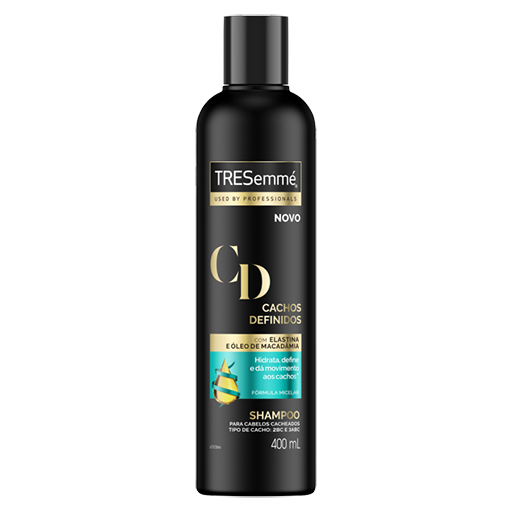 TRESemmé
USED BY PROFESSIONALS
NOVO
CD
CACHOS
DEFINIDOS
COM ELASTINA
E ÓLEO DE MACADÂMIA
Hidrata, define
e dá movimento
aos cachos*
FÓRMULA MICELAR
SHAMPOO
PARA CABELOS CACHEADOS
TIPO DE CACHO: 2BC E 3ABC
400 mL